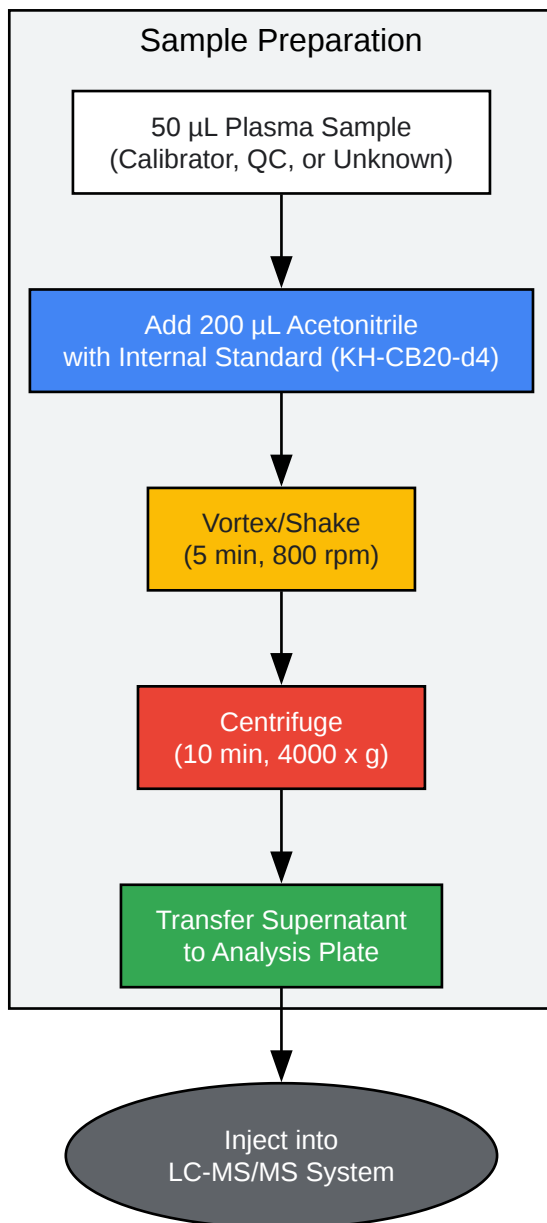 Sample Preparation
50 µL Plasma Sample
(Calibrator, QC, or Unknown)
Add 200 µL Acetonitrile
with Internal Standard (KH-CB20-d4)
Vortex/Shake
(5 min, 800 rpm)
Centrifuge
(10 min, 4000 x g)
Transfer Supernatant
to Analysis Plate
Inject into
LC-MS/MS System